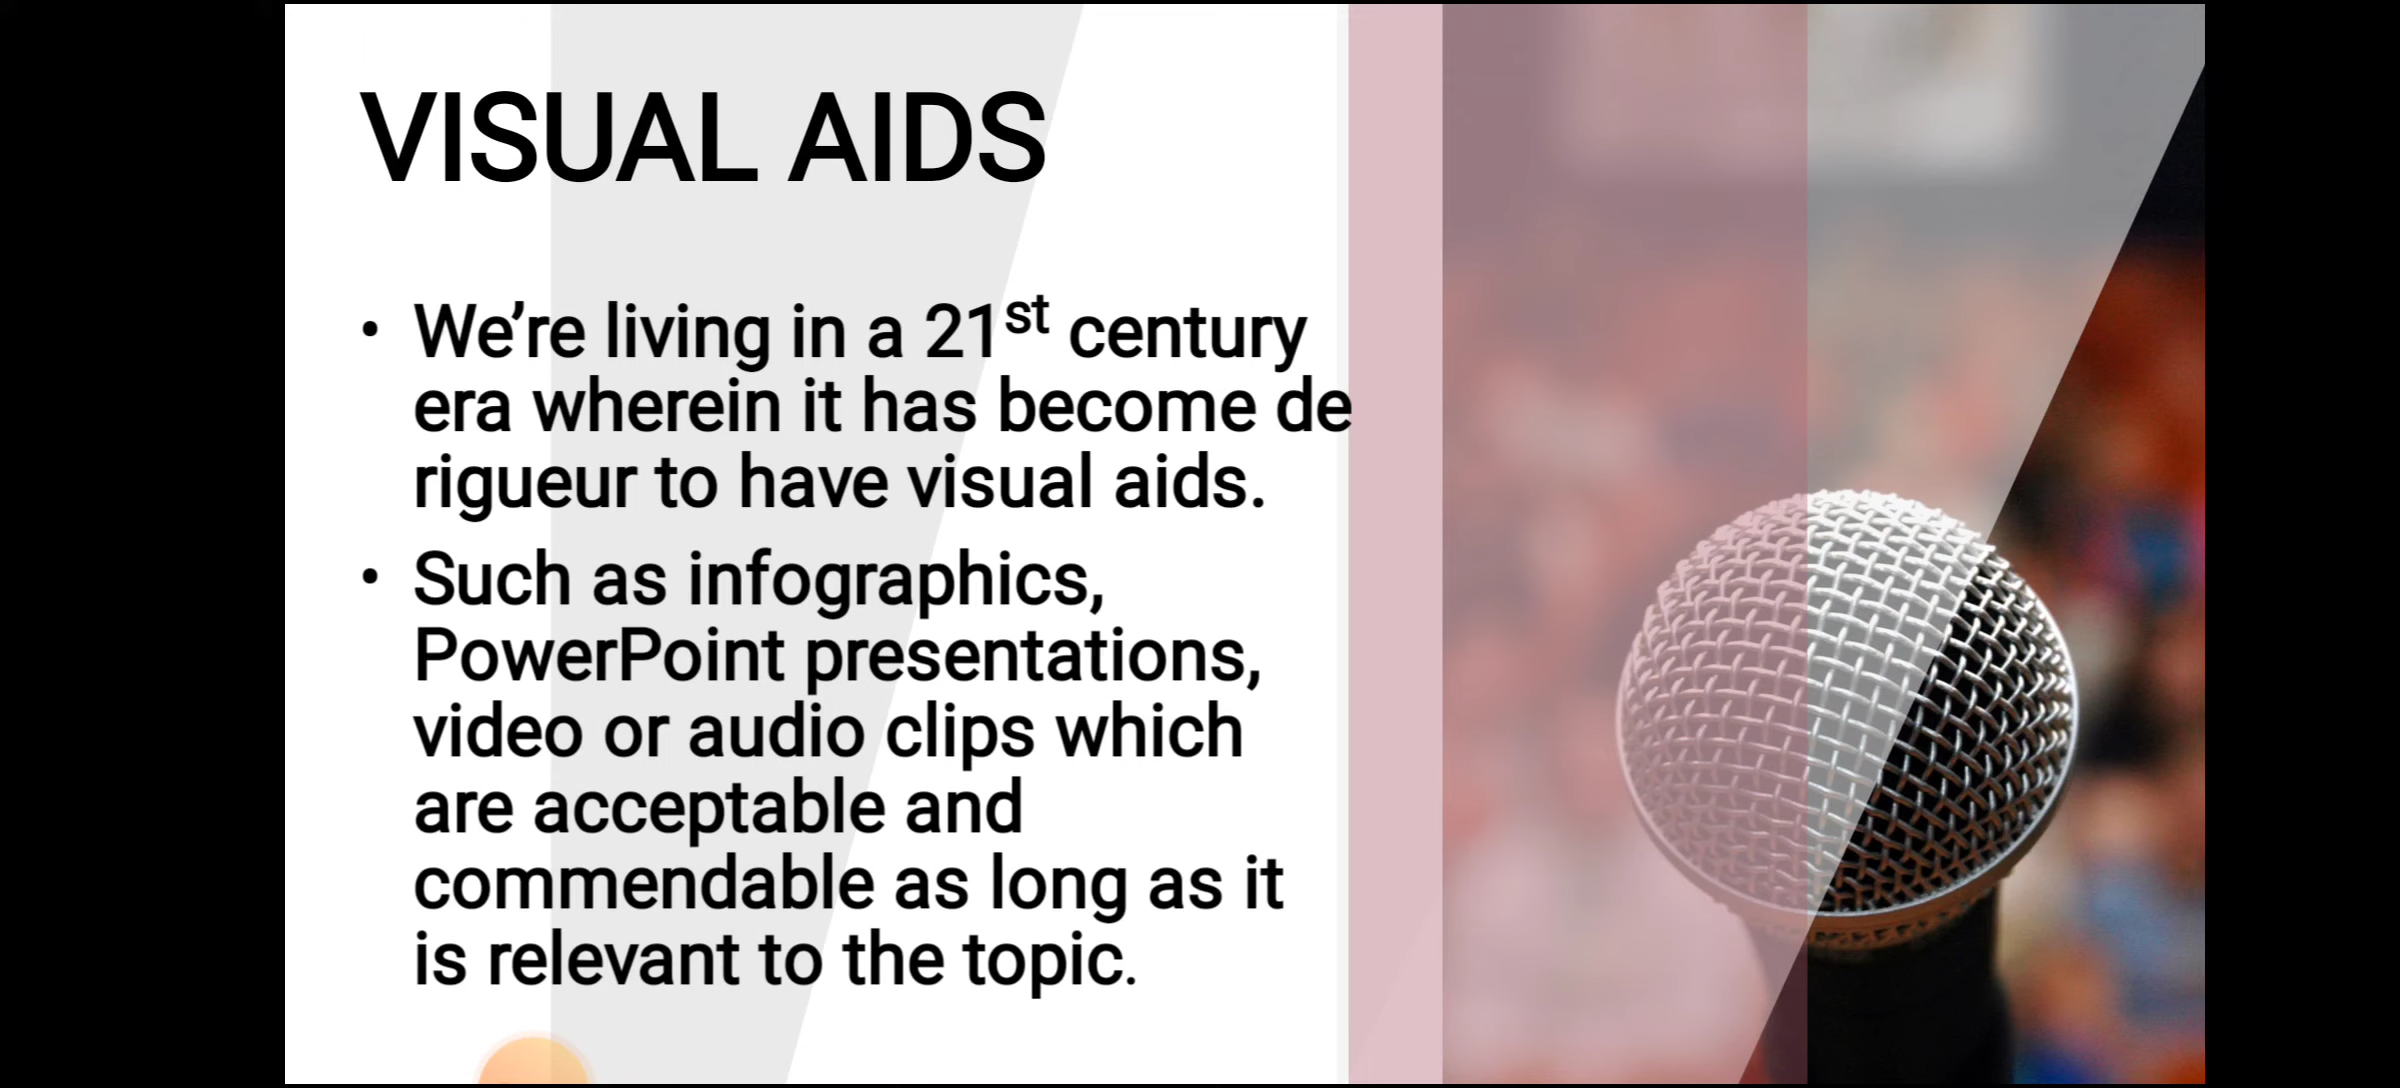 VISUAL AIDS
• We’re living in a 21st century
era wherein it has become de
rigueur to have visual aids.
• Such as infographics,
PowerPoint presentations,
video or audio clips which
are acceptable and
commendable as long as it
is relevant to the topic.